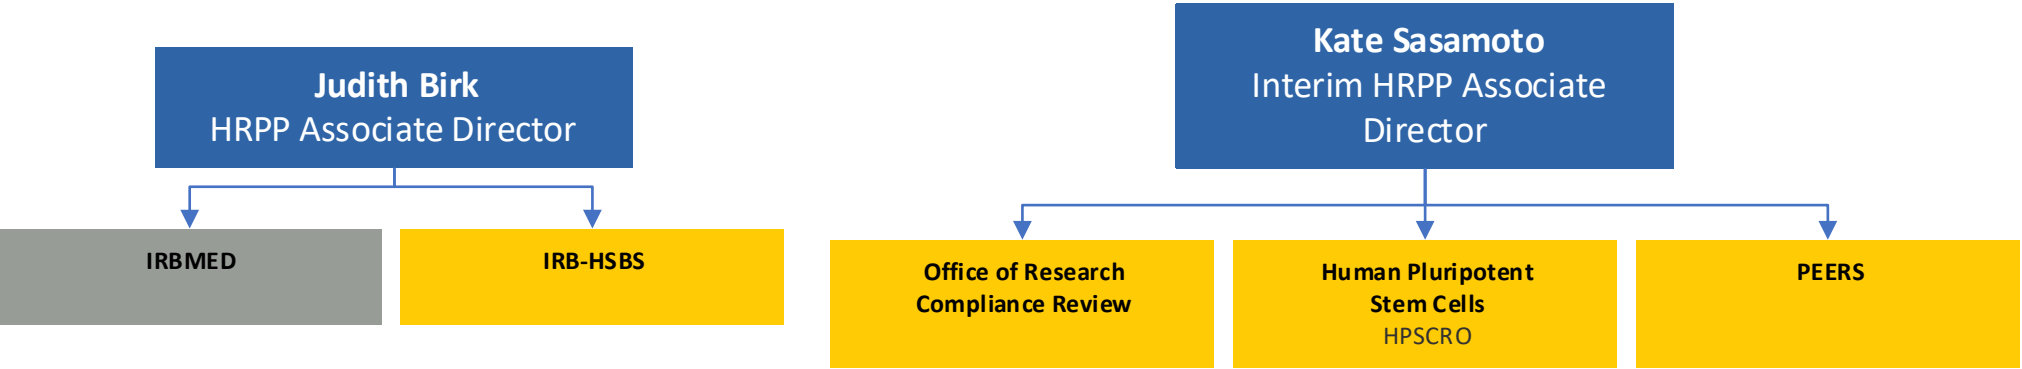 Judith Birk
HRPP Associate Director
IRBMED
IRB-HSBS
Kate Sasamoto
Interim HRPP Associate
Director
Office of Research
Compliance Review
Human Pluripotent
Stem Cells
HPSCRO
PEERS